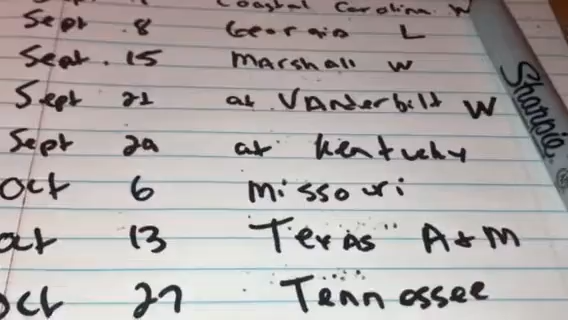 Coastal Carolina W
Sept 8 Georgia L
Sept. 15 Marshall W
Sept 22 at Vanderbilt W
Sept 29 at Kentucky
Oct 6 Missouri
Oct 13 Texas A+M
Oct 27 Tennossee
Sharpie